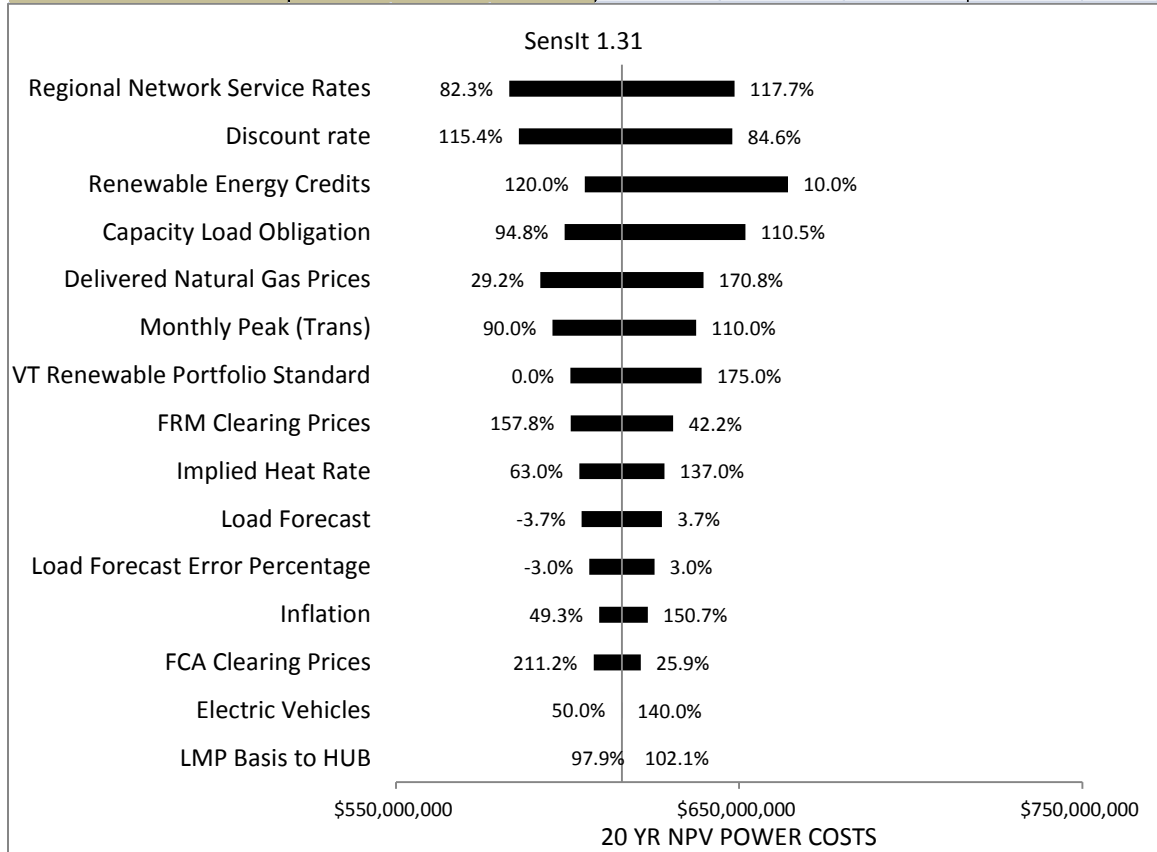 SensIt 1.31
Regional Network Service Rates 82.3% 117.7%
Discount rate 115.4% 84.6%
Renewable Energy Credits 120.0% 10.0%
Capacity Load Obligation 94.8% 110.5%
Delivered Natural Gas Prices 29.2% 170.8%
Monthly Peak (Trans) 90.0% 110.0%
VT Renewable Portfolio Standard 0.0% 175.0%
FRM Clearing Prices 157.8% 42.2%
Implied Heat Rate 63.0% 137.0%
Load Forecast -3.7% 3.7%
Load Forecast Error Percentage -3.0% 3.0%
Inflation 49.3% 150.7%
FCA Clearing Prices 211.2% 25.9%
Electric Vehicles 50.0% 140.0%
LMP Basis to HUB 97.9% 102.1%
$550,000,000 $650,000,000 $750,000,000
20 YR NPV POWER COSTS